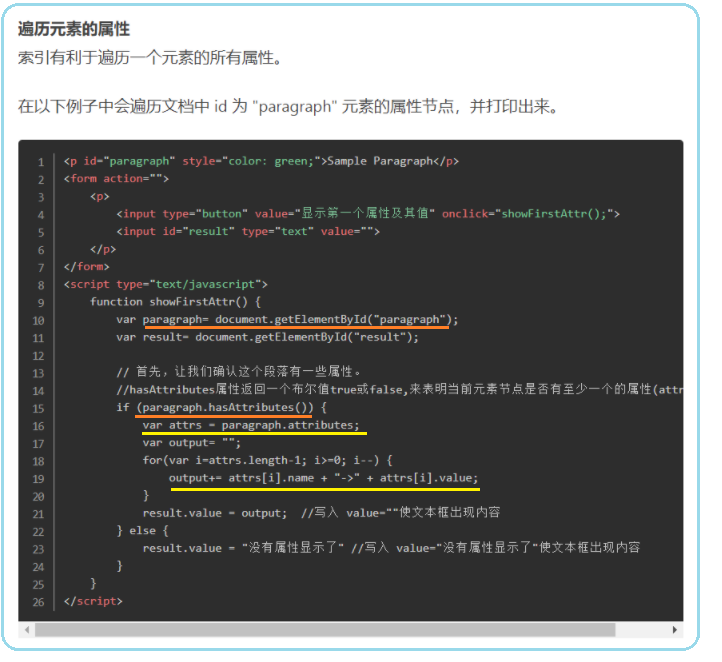 遍历元素的属性
索引有利于遍历一个元素的所有属性。
在以下例子中会遍历文档中 id 为 "paragraph" 元素的属性节点，并打印出来。
1 <p id="paragraph" style="color: green;">Sample Paragraph</p>
2 <form action="">
3     <p>
4         <input type="button" value="显示第一个属性及其值" onclick="showFirstAttr();">
5         <input id="result" type="text" value="">
6     </p>
7 </form>
8 <script type="text/javascript">
9     function showFirstAttr() {
10         var paragraph= document.getElementById("paragraph");
11         var result= document.getElementById("result");
12
13         // 首先，让我们确认这个段落有一些属性。
14         //hasAttributes属性返回一个布尔值true或false,来表明当前元素节点是否有至少一个的属性(attr
15         if (paragraph.hasAttributes()) {
16             var attrs = paragraph.attributes;
17             var output= "";
18             for(var i=attrs.length-1; i>=0; i--) {
19                 output+= attrs[i].name + "->" + attrs[i].value;
20             }
21             result.value = output;  //写入 value=""使文本框出现内容
22         } else {
23             result.value = "没有属性显示了" //写入 value="没有属性显示了"使文本框出现内容
24         }
25     }
26 </script>